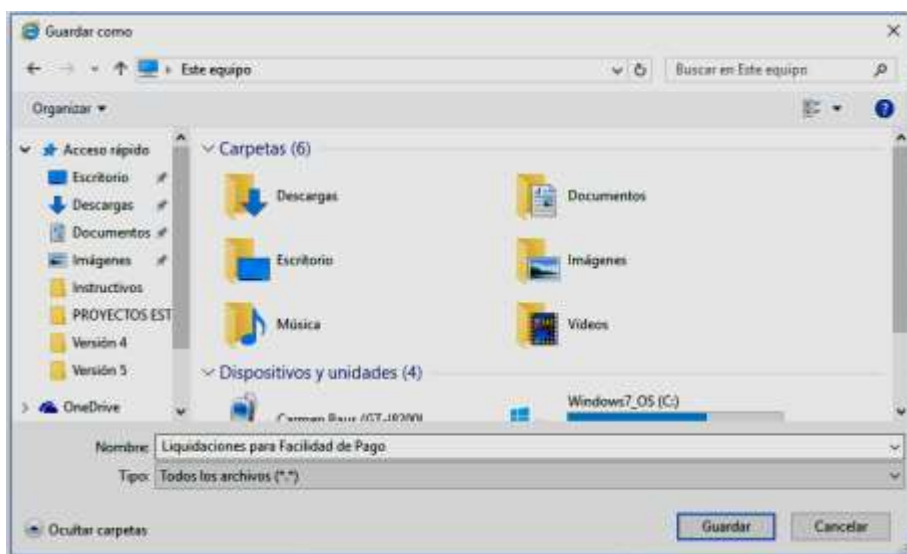 Guardar como
Este equipo
Buscar en Este equipo
Organizar
Acceso rápido
Escritorio
Descargas
Documentos
Imágenes
Instructivos
PROYECTOS EST
Versión 4
Versión 5
OneDrive
Carpetas (6)
Descargas
Documentos
Escritorio
Imágenes
Música
Vídeos
Dispositivos y unidades (4)
Windows7_OS (C:)
Nombre: Liquidaciones para Facilidad de Pago
Tipo: Todos los archivos (*.*)
Ocultar carpetas
Guardar
Cancelar